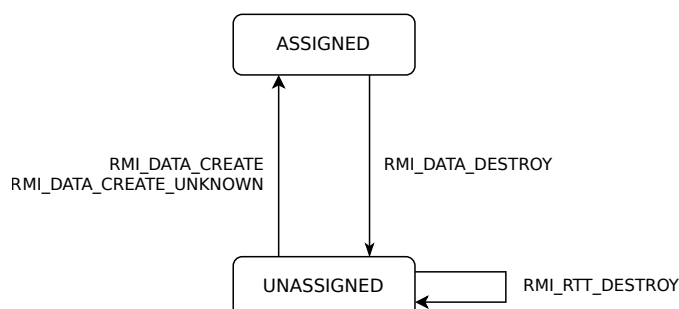 ASSIGNED
RMI_DATA_CREATE
RMI_DATA_CREATE_UNKNOWN
RMI_DATA_DESTROY
UNASSIGNED
RMI_RTT_DESTROY